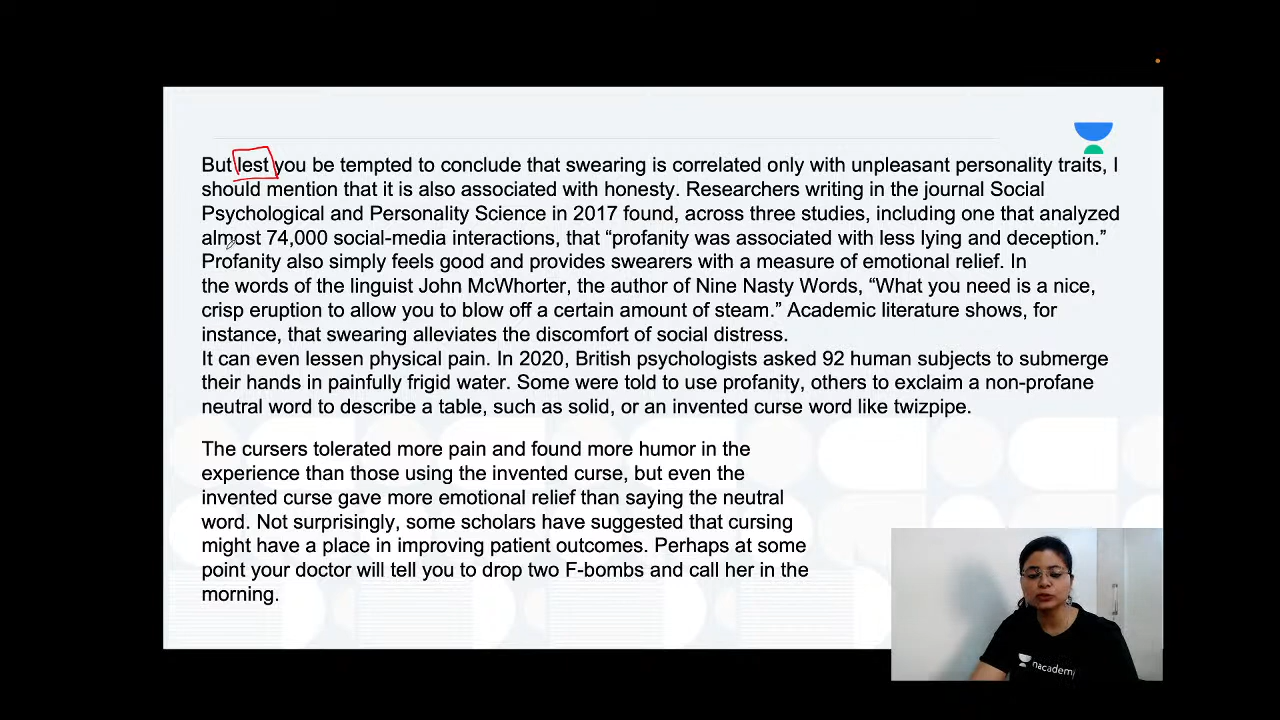 But lest you be tempted to conclude that swearing is correlated only with unpleasant personality traits, I
should mention that it is also associated with honesty. Researchers writing in the journal Social
Psychological and Personality Science in 2017 found, across three studies, including one that analyzed
almost 74,000 social-media interactions, that “profanity was associated with less lying and deception.”
Profanity also simply feels good and provides swearers with a measure of emotional relief. In
the words of the linguist John McWhorter, the author of Nine Nasty Words, “What you need is a nice,
crisp eruption to allow you to blow off a certain amount of steam.” Academic literature shows, for
instance, that swearing alleviates the discomfort of social distress.
It can even lessen physical pain. In 2020, British psychologists asked 92 human subjects to submerge
their hands in painfully frigid water. Some were told to use profanity, others to exclaim a non-profane
neutral word to describe a table, such as solid, or an invented curse word like twizpipe.
The cursers tolerated more pain and found more humor in the
experience than those using the invented curse, but even the
invented curse gave more emotional relief than saying the neutral
word. Not surprisingly, some scholars have suggested that cursing
might have a place in improving patient outcomes. Perhaps at some
point your doctor will tell you to drop two F-bombs and call her in the
morning.
nacademy